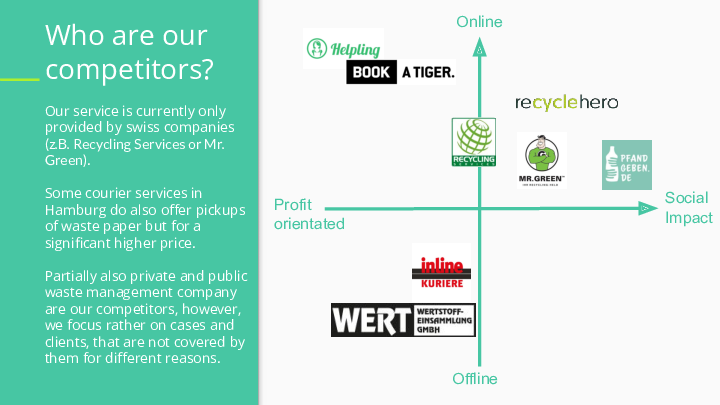 Who are our
competitors?
Our service is currently only
provided by swiss companies
(z.B. Recycling Services or Mr.
Green).
Some courier services in
Hamburg do also offer pickups
of waste paper but for a
significant higher price.
Partially also private and public
waste management company
are our competitors, however,
we focus rather on cases and
clients, that are not covered by
them for different reasons.
Online
Helpling
BOOK A TIGER.
recyclehero
RECYCLING
SERVICES
MR.GREEN™
PFAND
GEBEN.
DE
Profit
orientated
Social
Impact
inline
KURIERE
WERT
WERTSTOFF-
EINSAMMLUNG
GMBH
Offline